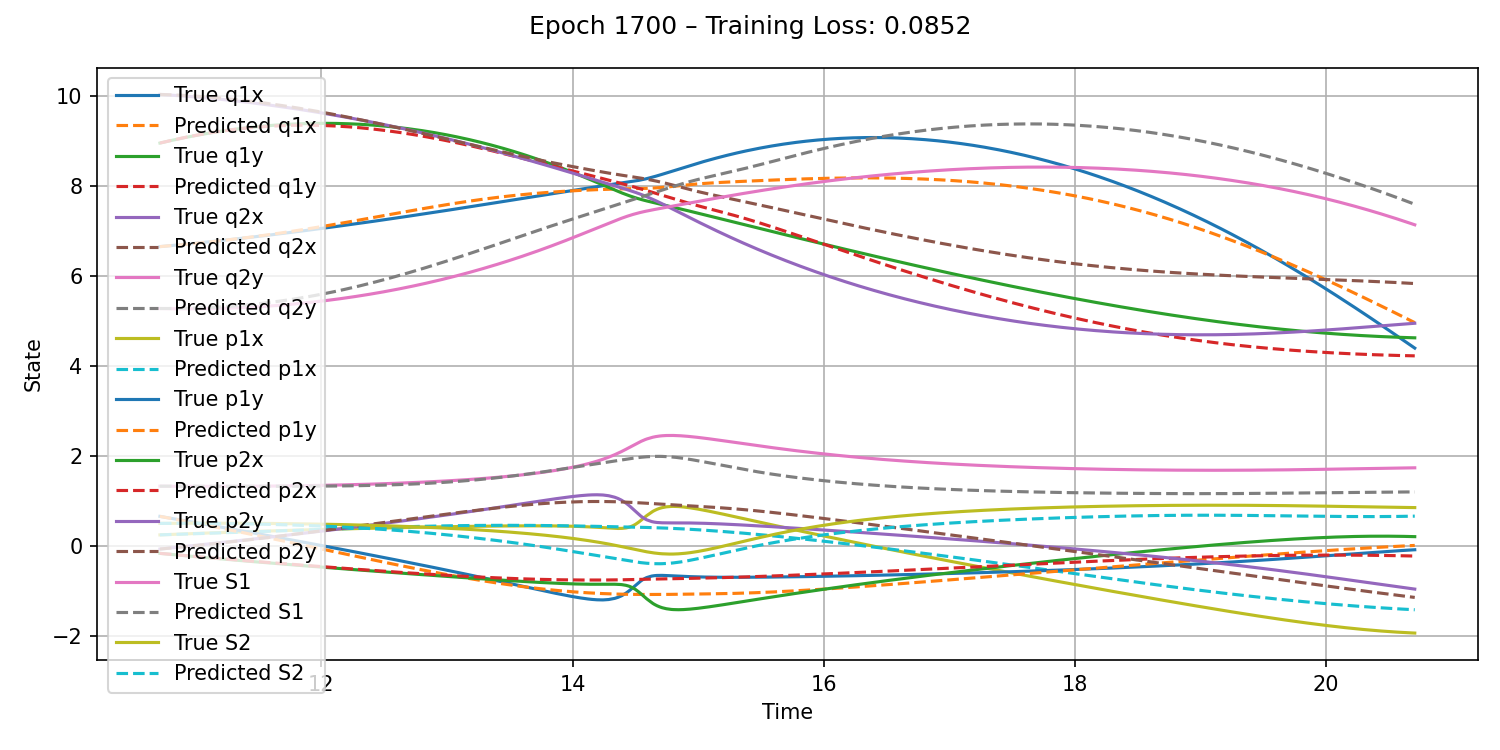 Epoch 1700 – Training Loss: 0.0852
10
8
6
4
2
0
−2
State
True q1x
Predicted q1x
True q1y
Predicted q1y
True q2x
Predicted q2x
True q2y
Predicted q2y
True p1x
Predicted p1x
True p1y
Predicted p1y
True p2x
Predicted p2x
True p2y
Predicted p2y
True S1
Predicted S1
True S2
Predicted S2
12 14 16 18 20
Time